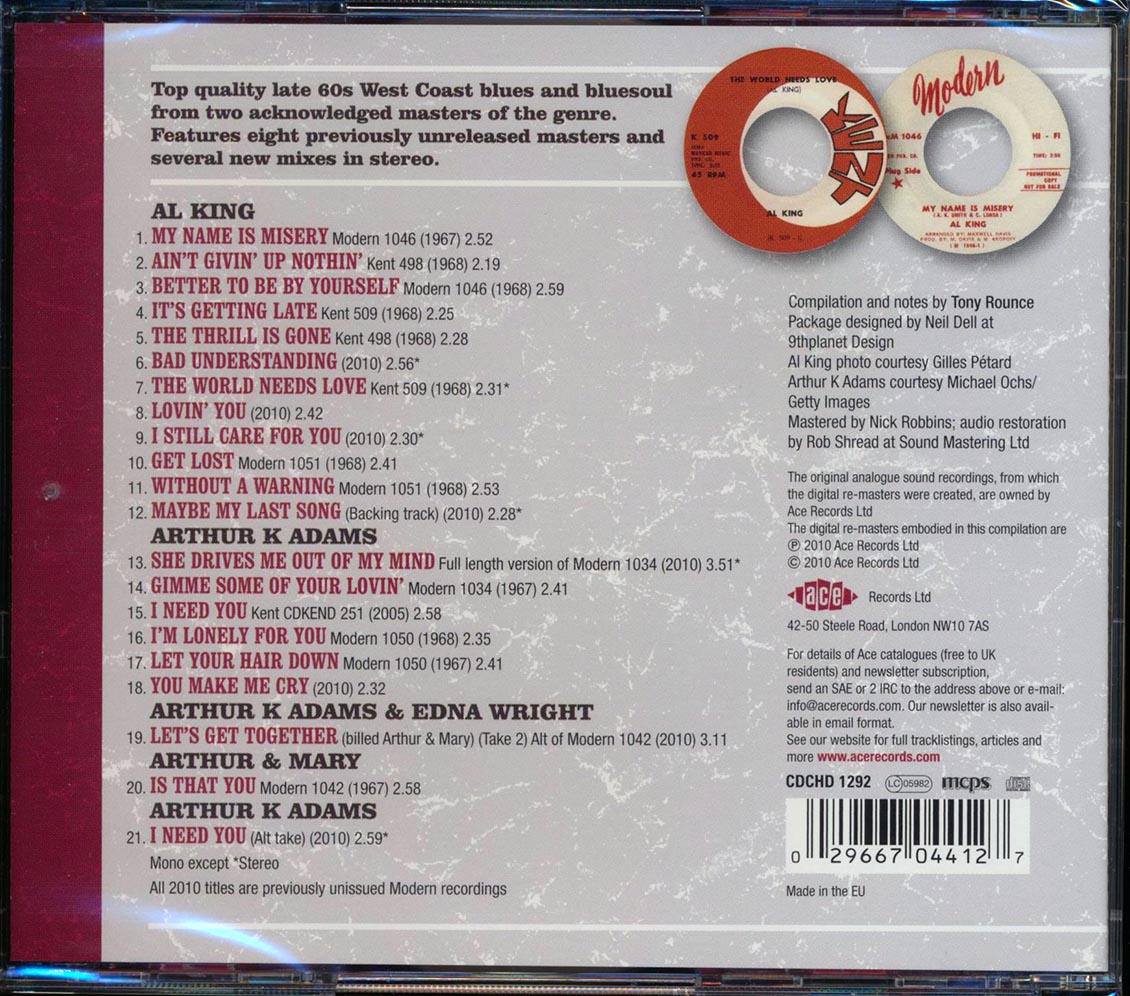 Top quality late 60s West Coast blues and bluesoul
from two acknowledged masters of the genre.
Features eight previously unreleased masters and
several new mixes in stereo.
THE WORLD NEEDS LOVE
(AL KING)
K 509
45 RPM
KENT
AL KING
(K 509 -
Modern
M 1046
HI - FI
Plug Side
PROMOTIONAL
COPY
NOT FOR SALE
MY NAME IS MISERY
AL KING
ARRANGED BY: MAXWELL DAVIS
AL KING
1. MY NAME IS MISERY Modern 1046 (1967) 2.52
2. AIN'T GIVIN' UP NOTHIN' Kent 498 (1968) 2.19
3. BETTER TO BE BY YOURSELF Modern 1046 (1968) 2.59
4. IT'S GETTING LATE Kent 509 (1968) 2.25
5. THE THRILL IS GONE Kent 498 (1968) 2.28
6. BAD UNDERSTANDING (2010) 2.56*
7. THE WORLD NEEDS LOVE Kent 509 (1968) 2.31*
8. LOVIN' YOU (2010) 2.42
9. I STILL CARE FOR YOU (2010) 2.30*
10. GET LOST Modern 1051 (1968) 2.41
11. WITHOUT A WARNING Modern 1051 (1968) 2.53
12. MAYBE MY LAST SONG (Backing track) (2010) 2.28*
ARTHUR K ADAMS
13. SHE DRIVES ME OUT OF MY MIND Full length version of Modern 1034 (2010) 3.51*
14. GIMME SOME OF YOUR LOVIN' Modern 1034 (1967) 2.41
15. I NEED YOU Kent CDKEND 251 (2005) 2.58
16. I'M LONELY FOR YOU Modern 1050 (1968) 2.35
17. LET YOUR HAIR DOWN Modern 1050 (1967) 2.41
18. YOU MAKE ME CRY (2010) 2.32
ARTHUR K ADAMS & EDNA WRIGHT
19. LET'S GET TOGETHER (billed Arthur & Mary) (Take 2) Alt of Modern 1042 (2010) 3.11
ARTHUR & MARY
20. IS THAT YOU Modern 1042 (1967) 2.58
ARTHUR K ADAMS
21. I NEED YOU (Alt take) (2010) 2.59*
Mono except *Stereo
All 2010 titles are previously unissued Modern recordings
Compilation and notes by Tony Rounce
Package designed by Neil Dell at
9thplanet Design
Al King photo courtesy Gilles Pétard
Arthur K Adams courtesy Michael Ochs/
Getty Images
Mastered by Nick Robbins; audio restoration
by Rob Shread at Sound Mastering Ltd
The original analogue sound recordings, from which
the digital re-masters were created, are owned by
Ace Records Ltd
The digital re-masters embodied in this compilation are
℗ 2010 Ace Records Ltd
© 2010 Ace Records Ltd
ace Records Ltd
42-50 Steele Road, London NW10 7AS
For details of Ace catalogues (free to UK
residents) and newsletter subscription,
send an SAE or 2 IRC to the address above or e-mail:
info@acerecords.com. Our newsletter is also avail-
able in email format.
See our website for full tracklistings, articles and
more www.acerecords.com
CDCHD 1292 LC 05982 mcps disc
0 29667 04412 7
Made in the EU